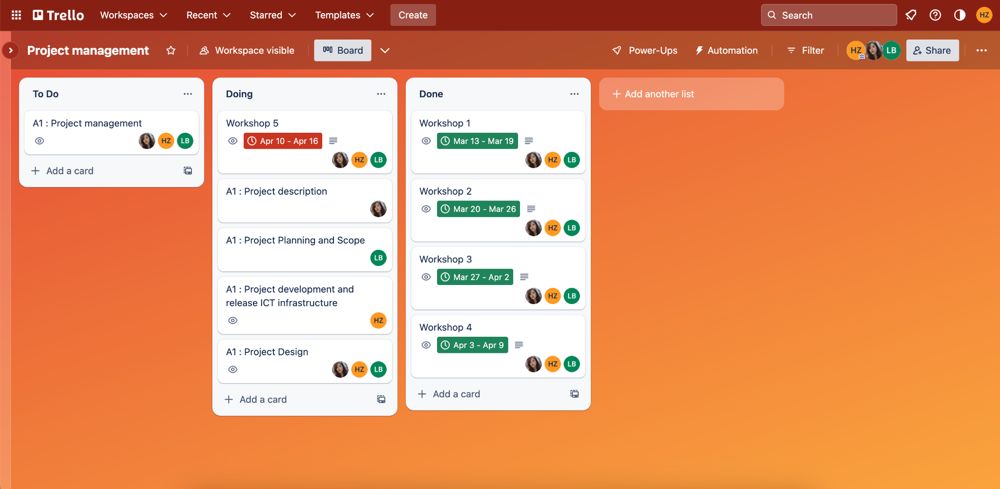 Trello Workspaces Recent Starred Templates Create Search HZ
Project management Workspace visible Board Power-Ups Automation Filter HZ LB Share
To Do
A1 : Project management
HZ LB
Add a card
Doing
Workshop 5
Apr 10 - Apr 16
HZ LB
A1 : Project description
A1 : Project Planning and Scope
LB
A1 : Project development and
release ICT infrastructure
HZ
A1 : Project Design
HZ LB
Add a card
Done
Workshop 1
Mar 13 - Mar 19
HZ LB
Workshop 2
Mar 20 - Mar 26
HZ LB
Workshop 3
Mar 27 - Apr 2
HZ LB
Workshop 4
Apr 3 - Apr 9
HZ LB
Add a card
Add another list